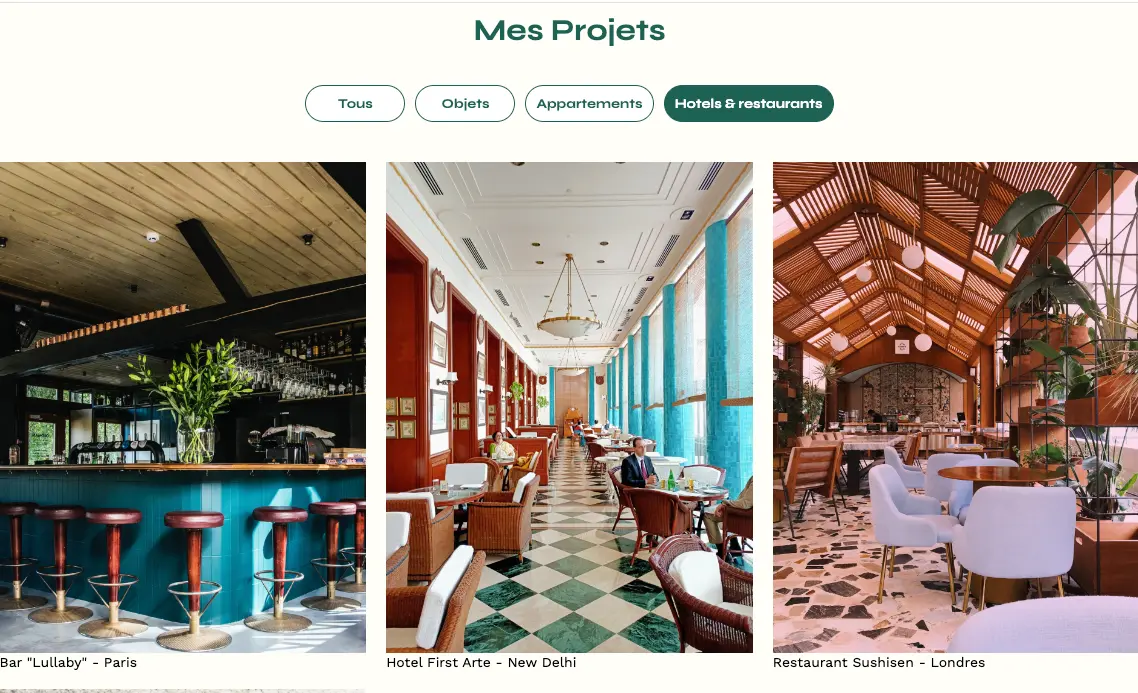 Mes Projets
Tous
Objets
Appartements
Hotels & restaurants
Bar "Lullaby" - Paris
Hotel First Arte - New Delhi
Restaurant Sushisen - Londres